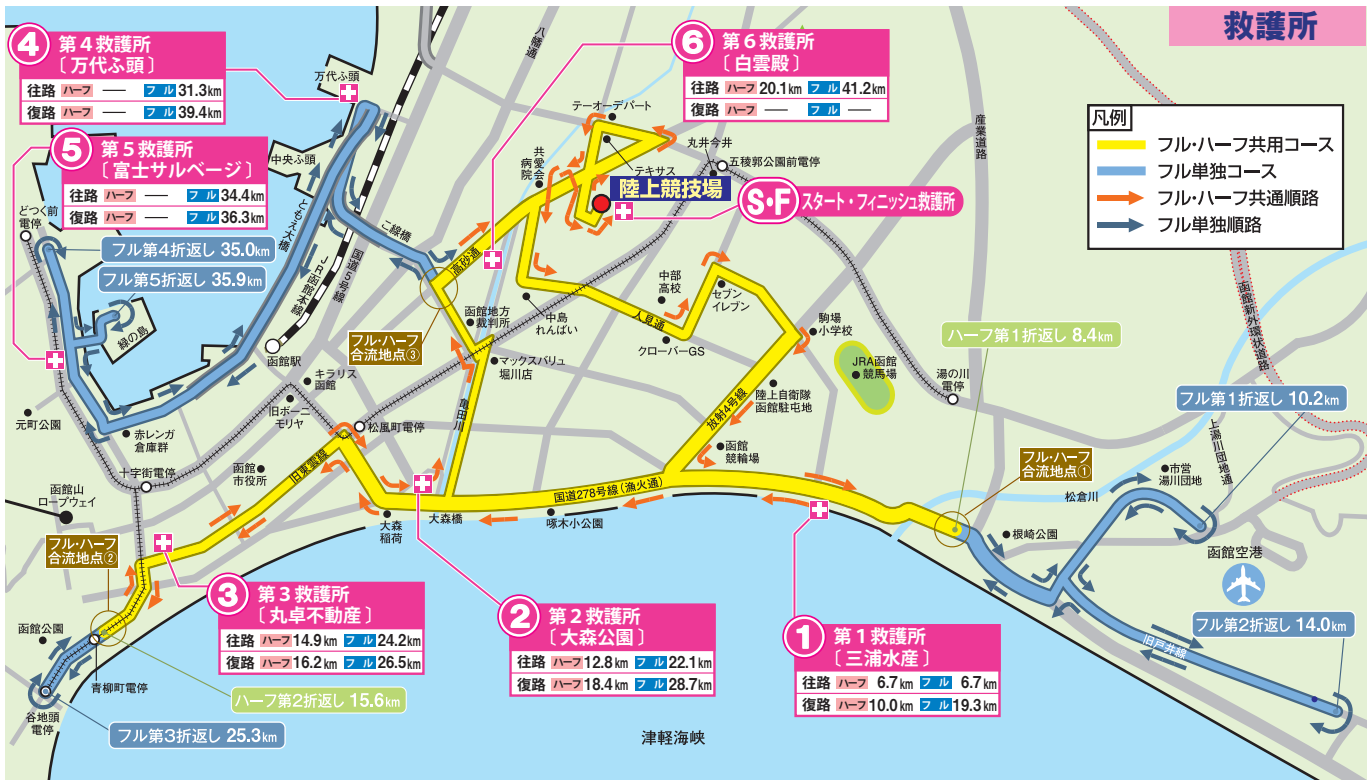 救護所
凡例
フル・ハーフ共用コース
フル単独コース
フル・ハーフ共通順路
フル単独順路
④ 第4救護所
〔万代ふ頭〕
往路 ハーフ ― フル 31.3km
復路 ハーフ ― フル 39.4km
⑤ 第5救護所
〔富士サルベージ〕
往路 ハーフ ― フル 34.4km
復路 ハーフ ― フル 36.3km
⑥ 第6救護所
〔白雲殿〕
往路 ハーフ 20.1km フル 41.2km
復路 ハーフ ― フル ―
S・F スタート・フィニッシュ救護所
陸上競技場
万代ふ頭
八幡通
中央ふ頭
ともえ大橋
JR函館本線
国道5号線
こ線橋
高砂通
共愛会
病院
テーオーデパート
テキサス
丸井今井
五稜郭公園前電停
産業道路
函館新外環状道路
どつく前
電停
フル第4折返し 35.0km
フル第5折返し 35.9km
緑の島
函館駅
フル・ハーフ
合流地点③
函館地方
裁判所
中島
れんばい
人見通
中部
高校
クローバーGS
セブン
イレブン
駒場
小学校
JRA函館
競馬場
湯の川
電停
ハーフ第1折返し 8.4km
フル第1折返し 10.2km
上湯川団地通
市営
湯川団地
松倉川
フル・ハーフ
合流地点①
根崎公園
函館空港
フル第2折返し 14.0km
旧戸井線
元町公園
赤レンガ
倉庫群
キラリス
函館
旧ボーニ
モリヤ
松風町電停
マックスバリュ
堀川店
亀田川
陸上自衛隊
函館駐屯地
放射4号線
函館
競輪場
十字街電停
函館
市役所
旧東雲線
函館山
ロープウェイ
大森
稲荷
大森橋
国道278号線(漁火通)
啄木小公園
フル・ハーフ
合流地点②
函館公園
青柳町電停
谷地頭
電停
ハーフ第2折返し 15.6km
フル第3折返し 25.3km
③ 第3救護所
〔丸卓不動産〕
往路 ハーフ 14.9km フル 24.2km
復路 ハーフ 16.2km フル 26.5km
② 第2救護所
〔大森公園〕
往路 ハーフ 12.8km フル 22.1km
復路 ハーフ 18.4km フル 28.7km
① 第1救護所
〔三浦水産〕
往路 ハーフ 6.7km フル 6.7km
復路 ハーフ 10.0km フル 19.3km
津軽海峡